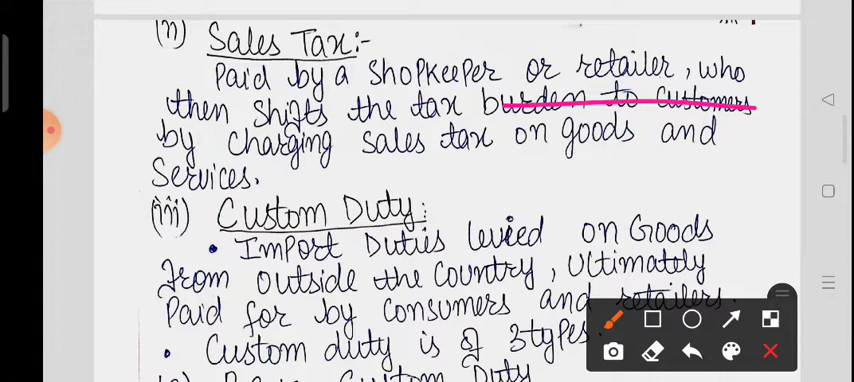 (ii) Sales Tax:-
Paid by a Shopkeeper or retailer, who
then shifts the tax burden to customers
by charging sales tax on goods and
Services.
(iii) Custom Duty:
• Import Duties levied on Goods
from outside the Country, Ultimately
Paid for by Consumers and retailers.
• Custom duty is of 3 types.
Custom Duty